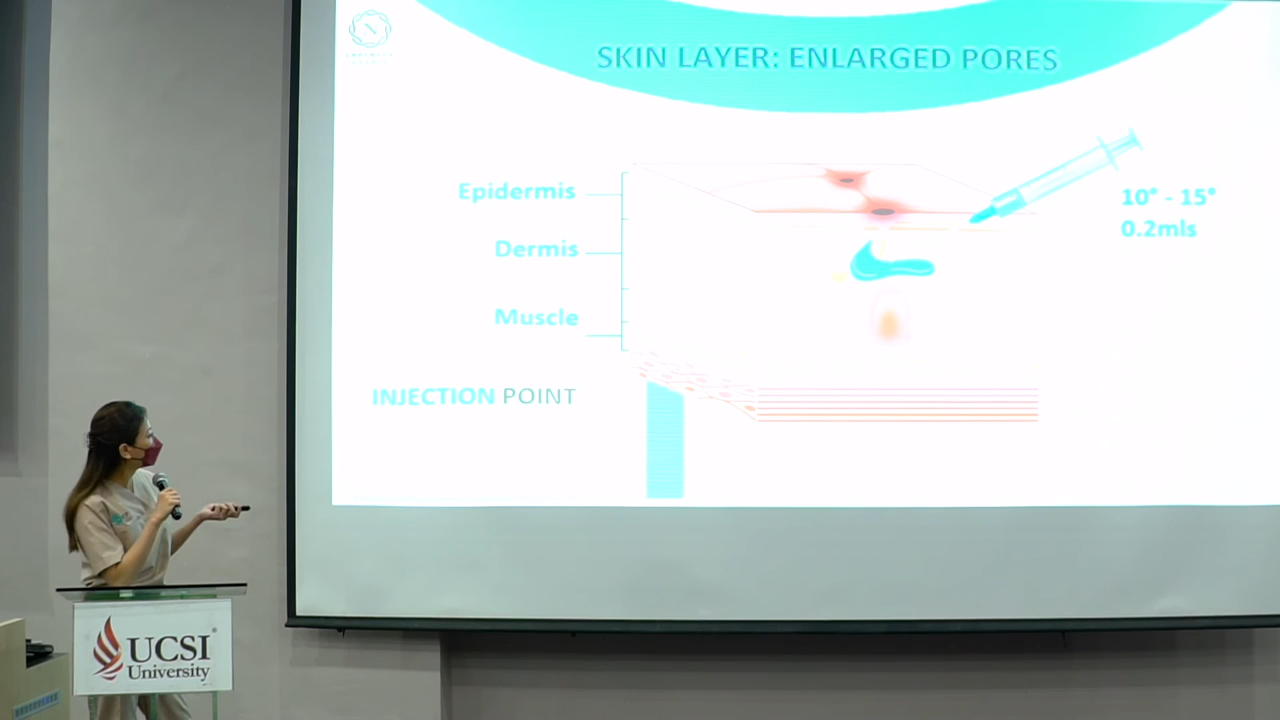 SKIN LAYER: ENLARGED PORES
Epidermis
10° - 15°
0.2mls
Dermis
Muscle
INJECTION POINT
UCSI
University